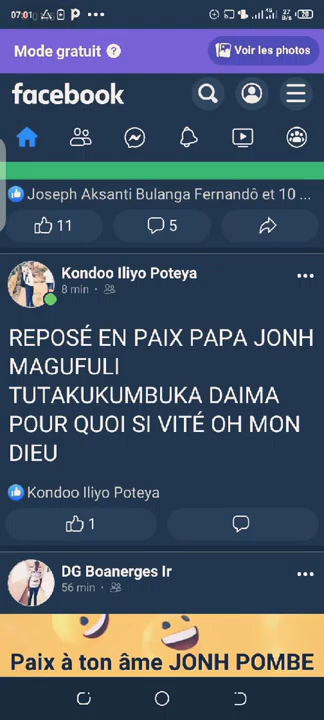 07:01
Mode gratuit ?
Voir les photos
facebook
Joseph Aksanti Bulanga Fernandô et 10 ...
11
5
Kondoo Iliyo Poteya
8 min ·
REPOSÉ EN PAIX PAPA JONH
MAGUFULI
TUTAKUKUMBUKA DAIMA
POUR QUOI SI VITÉ OH MON
DIEU
Kondoo Iliyo Poteya
1
DG Boanerges Ir
56 min ·
Paix à ton âme JONH POMBE